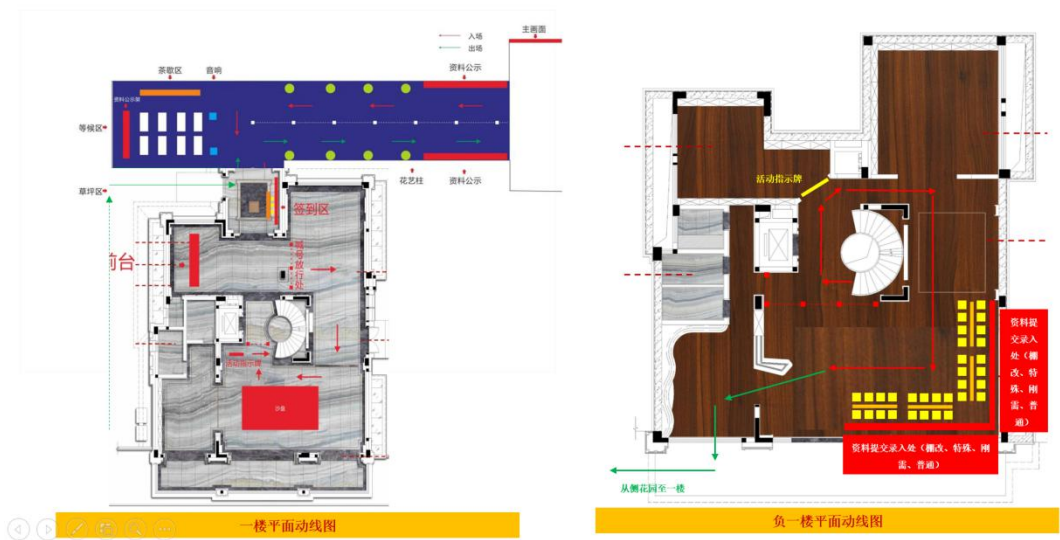 主画面
入场
出场
茶歇区
音响
资料公示
资料公示屏
等候区
草坪区
花艺柱
资料公示
签到区
前台
叫号放行处
活动指示牌
沙盘
一楼平面动线图
活动指示牌
资料提
交录入
处（棚
改、特
殊、刚
需、普
通）
资料提交录入处（棚改、特殊、刚
需、普通）
从侧花园至一楼
负一楼平面动线图